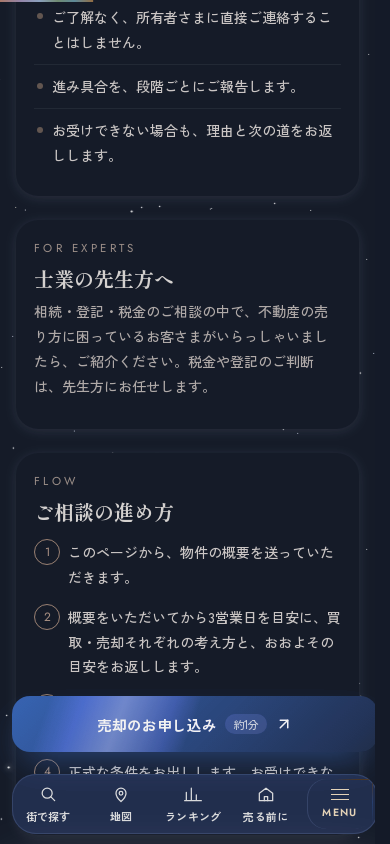 ご了解なく、所有者さまに直接ご連絡するこ
とはしません。
進み具合を、段階ごとにご報告します。
お受けできない場合も、理由と次の道をお返
しします。
FOR EXPERTS
士業の先生方へ
相続・登記・税金のご相談の中で、不動産の売
り方に困っているお客さまがいらっしゃいまし
たら、ご紹介ください。税金や登記のご判断
は、先生方にお任せします。
FLOW
ご相談の進め方
1 このページから、物件の概要を送っていた
だきます。
2 概要をいただいてから3営業日を目安に、買
取・売却それぞれの考え方と、おおよその
目安をお返しします。
売却のお申し込み 約1分
4 正式な条件をお出しします。お受けできな
街で探す 地図 ランキング 売る前に MENU